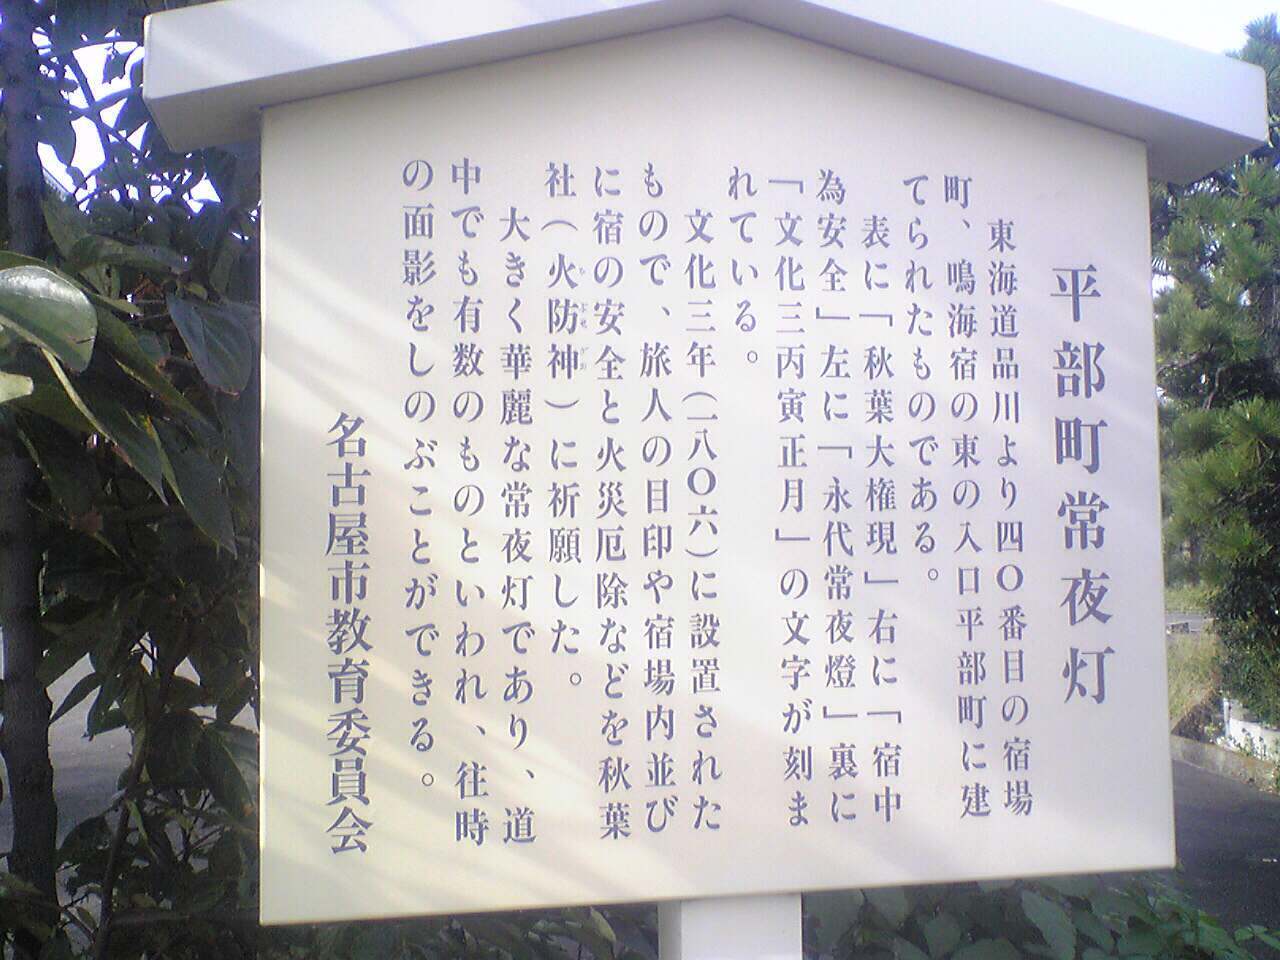 平部町常夜灯
東海道品川より四〇番目の宿場
町、鳴海宿の東の入口平部町に建
てられたものである。
表に「秋葉大権現」右に「宿中
為安全」左に「永代常夜燈」裏に
「文化三丙寅正月」の文字が刻ま
れている。
文化三年(一八〇六)に設置された
もので、旅人の目印や宿場内並び
に宿の安全と火災厄除などを秋葉
社(火防神)に祈願した。
大きく華麗な常夜灯であり、道
中でも有数のものといわれ、往時
の面影をしのぶことができる。
名古屋市教育委員会